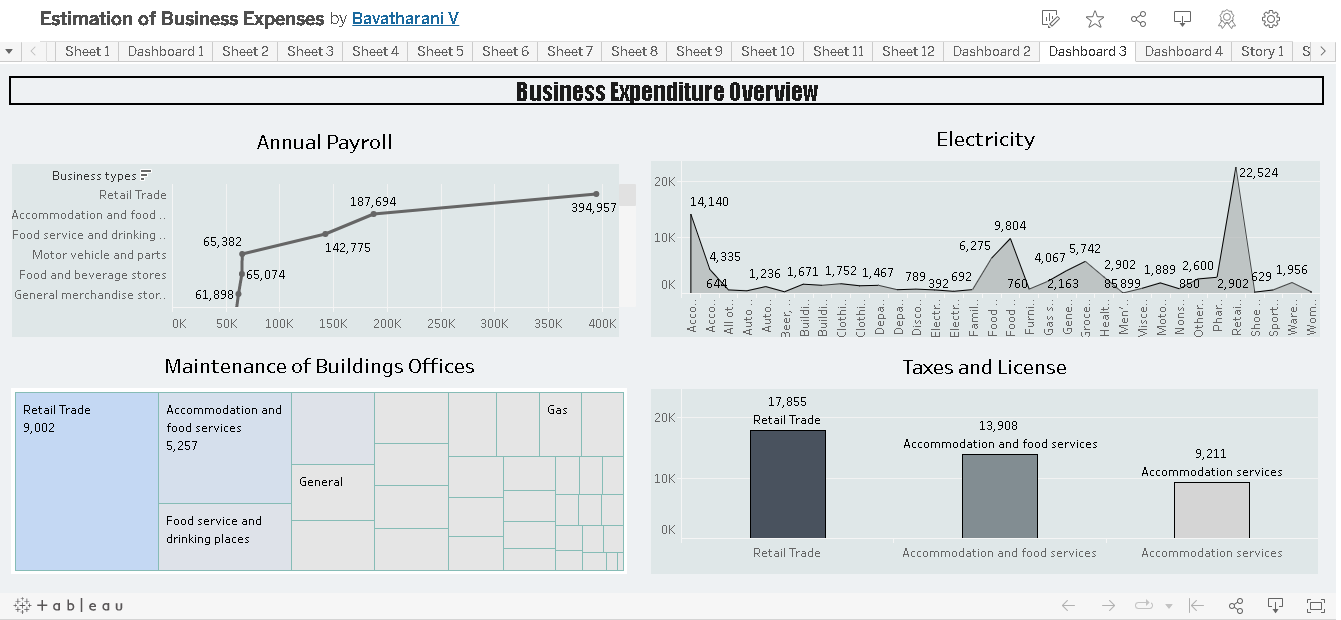 Estimation of Business Expenses by Bavatharani V
Sheet 1 Dashboard 1 Sheet 2 Sheet 3 Sheet 4 Sheet 5 Sheet 6 Sheet 7 Sheet 8 Sheet 9 Sheet 10 Sheet 11 Sheet 12 Dashboard 2 Dashboard 3 Dashboard 4 Story 1 S
Business Expenditure Overview
Annual Payroll
Business types
Retail Trade
Accommodation and food ..
Food service and drinking ..
Motor vehicle and parts
Food and beverage stores
General merchandise stor..
394,957
187,694
142,775
65,382
65,074
61,898
0K 50K 100K 150K 200K 250K 300K 350K 400K
Electricity
20K
10K
0K
14,140
4,335
644
1,236
1,671
1,752
1,467
789
392
692
6,275
9,804
760
4,067
2,163
5,742
2,902
85
899
1,889
850
2,600
2,902
22,524
629
1,956
Acco..
Acco..
All ot..
Auto ..
Auto..
Beer, ..
Buildi..
Buildi..
Clothi..
Clothi..
Depa..
Depa..
Disco..
Electr..
Electr..
Famil..
Food ..
Food ..
Furni..
Gas s..
Gene..
Groce..
Healt..
Men'..
Misce..
Moto..
Nons..
Other..
Phar..
Retai..
Shoe ..
Sport..
Ware..
Wom..
Maintenance of Buildings Offices
Retail Trade
9,002
Accommodation and
food services
5,257
Food service and
drinking places
General
Gas
Taxes and License
20K
10K
0K
17,855
Retail Trade
13,908
Accommodation and food services
9,211
Accommodation services
Retail Trade
Accommodation and food services
Accommodation services
+ableau